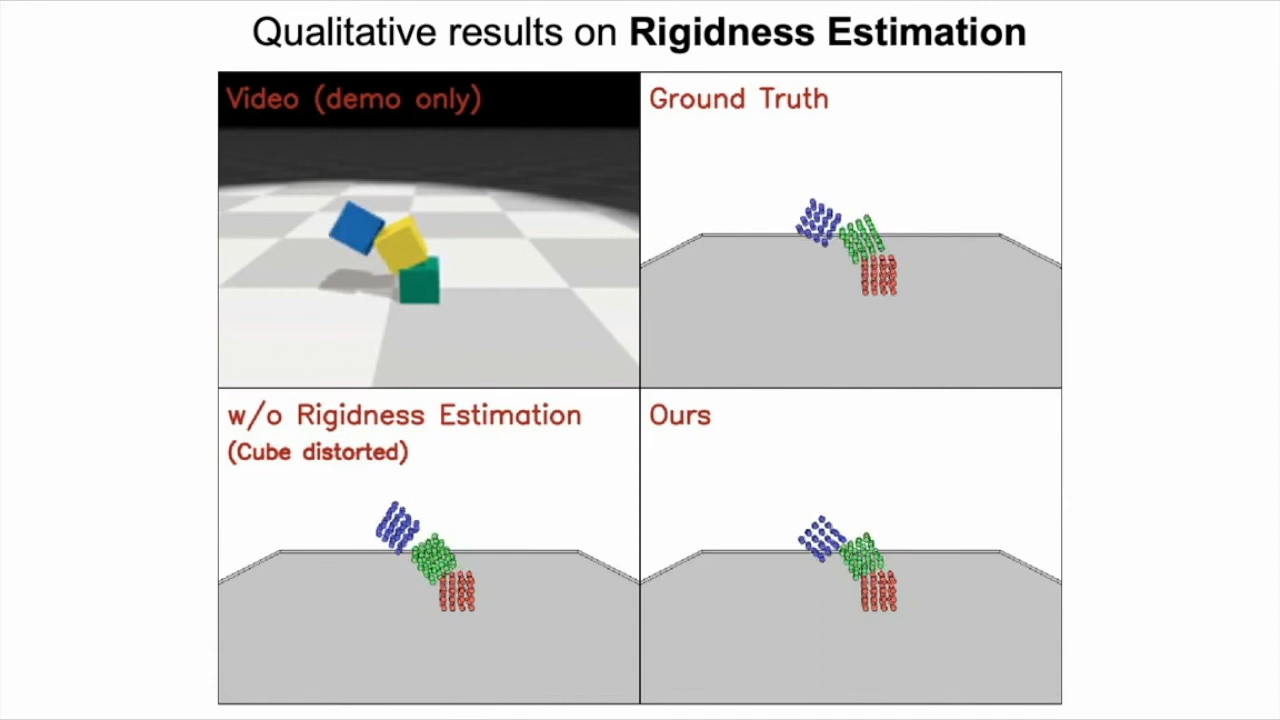 Qualitative results on Rigidness Estimation
Video (demo only)
Ground Truth
w/o Rigidness Estimation
(Cube distorted)
Ours